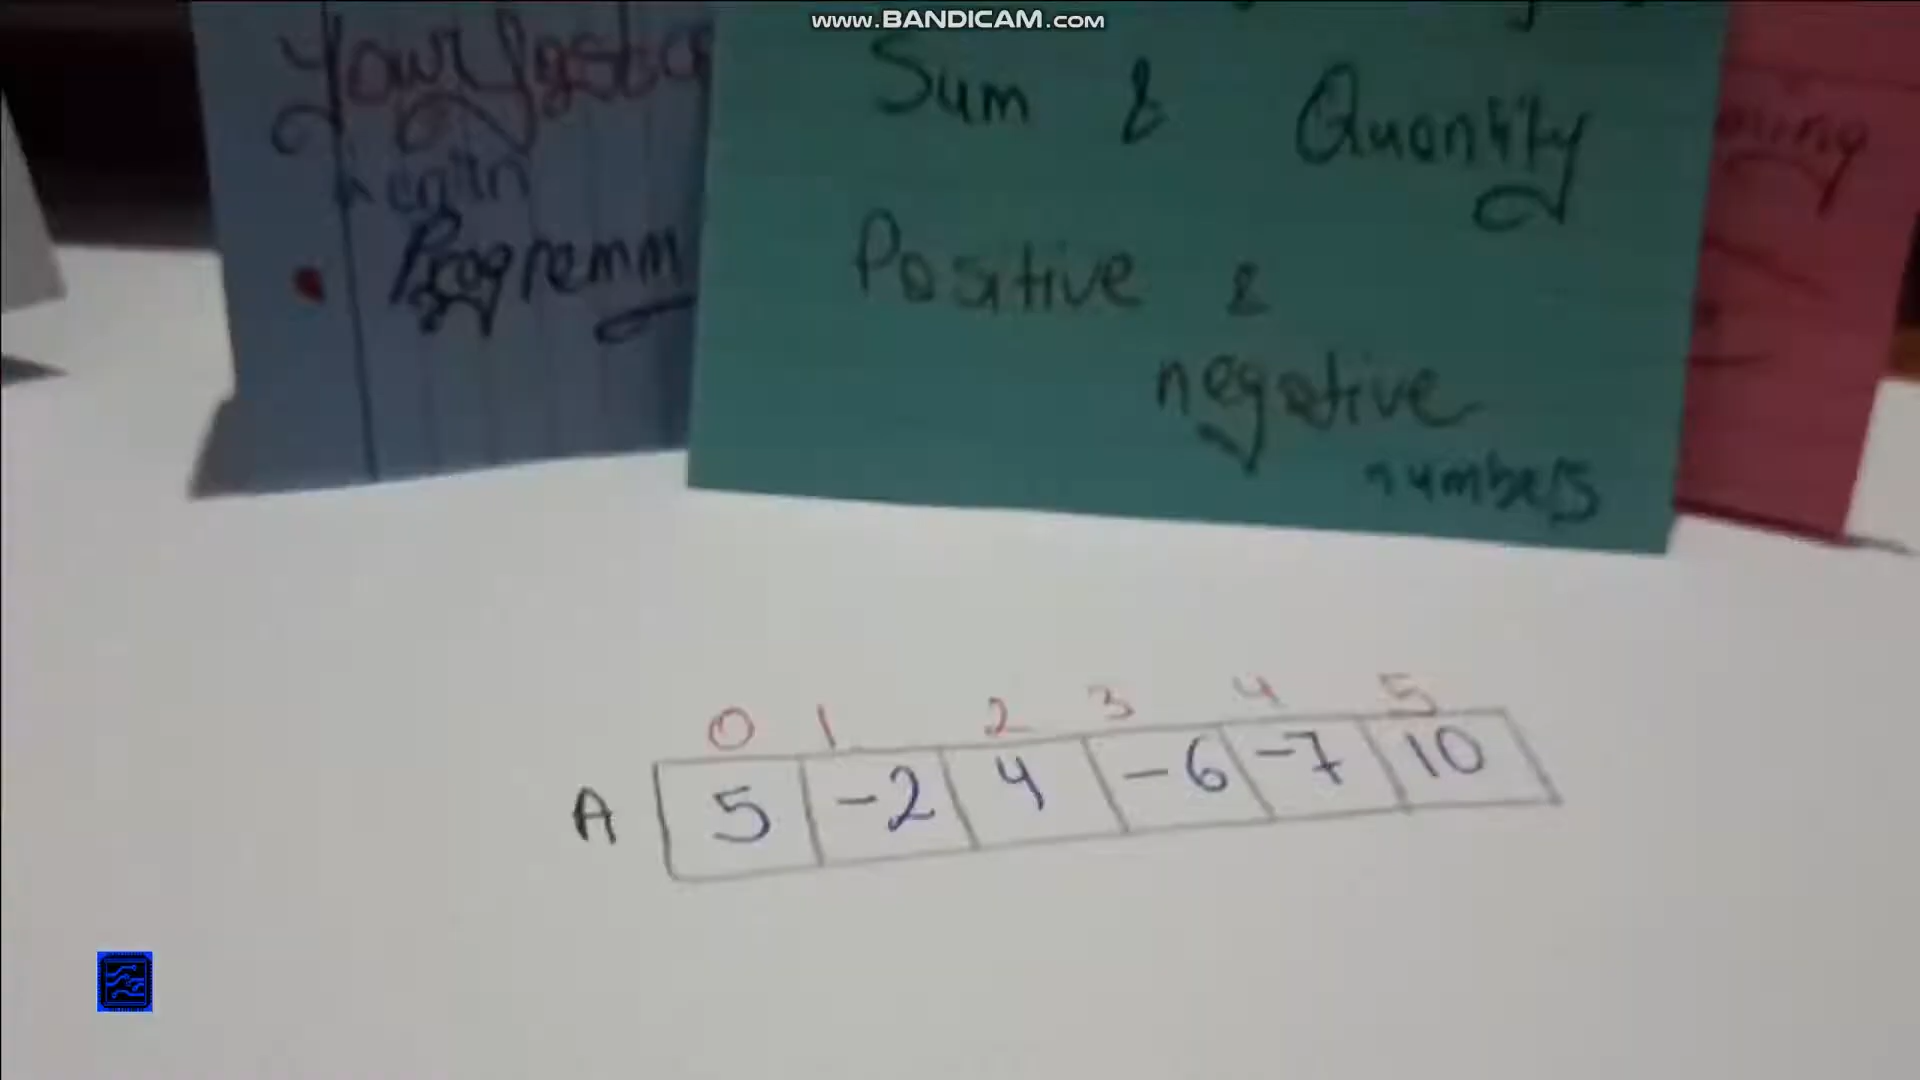 www.BANDICAM.com
Sum & Quantity
Positive &
negative
numbers
Your
Programm
0 1 2 3 4 5
A 5 -2 4 -6 -7 10